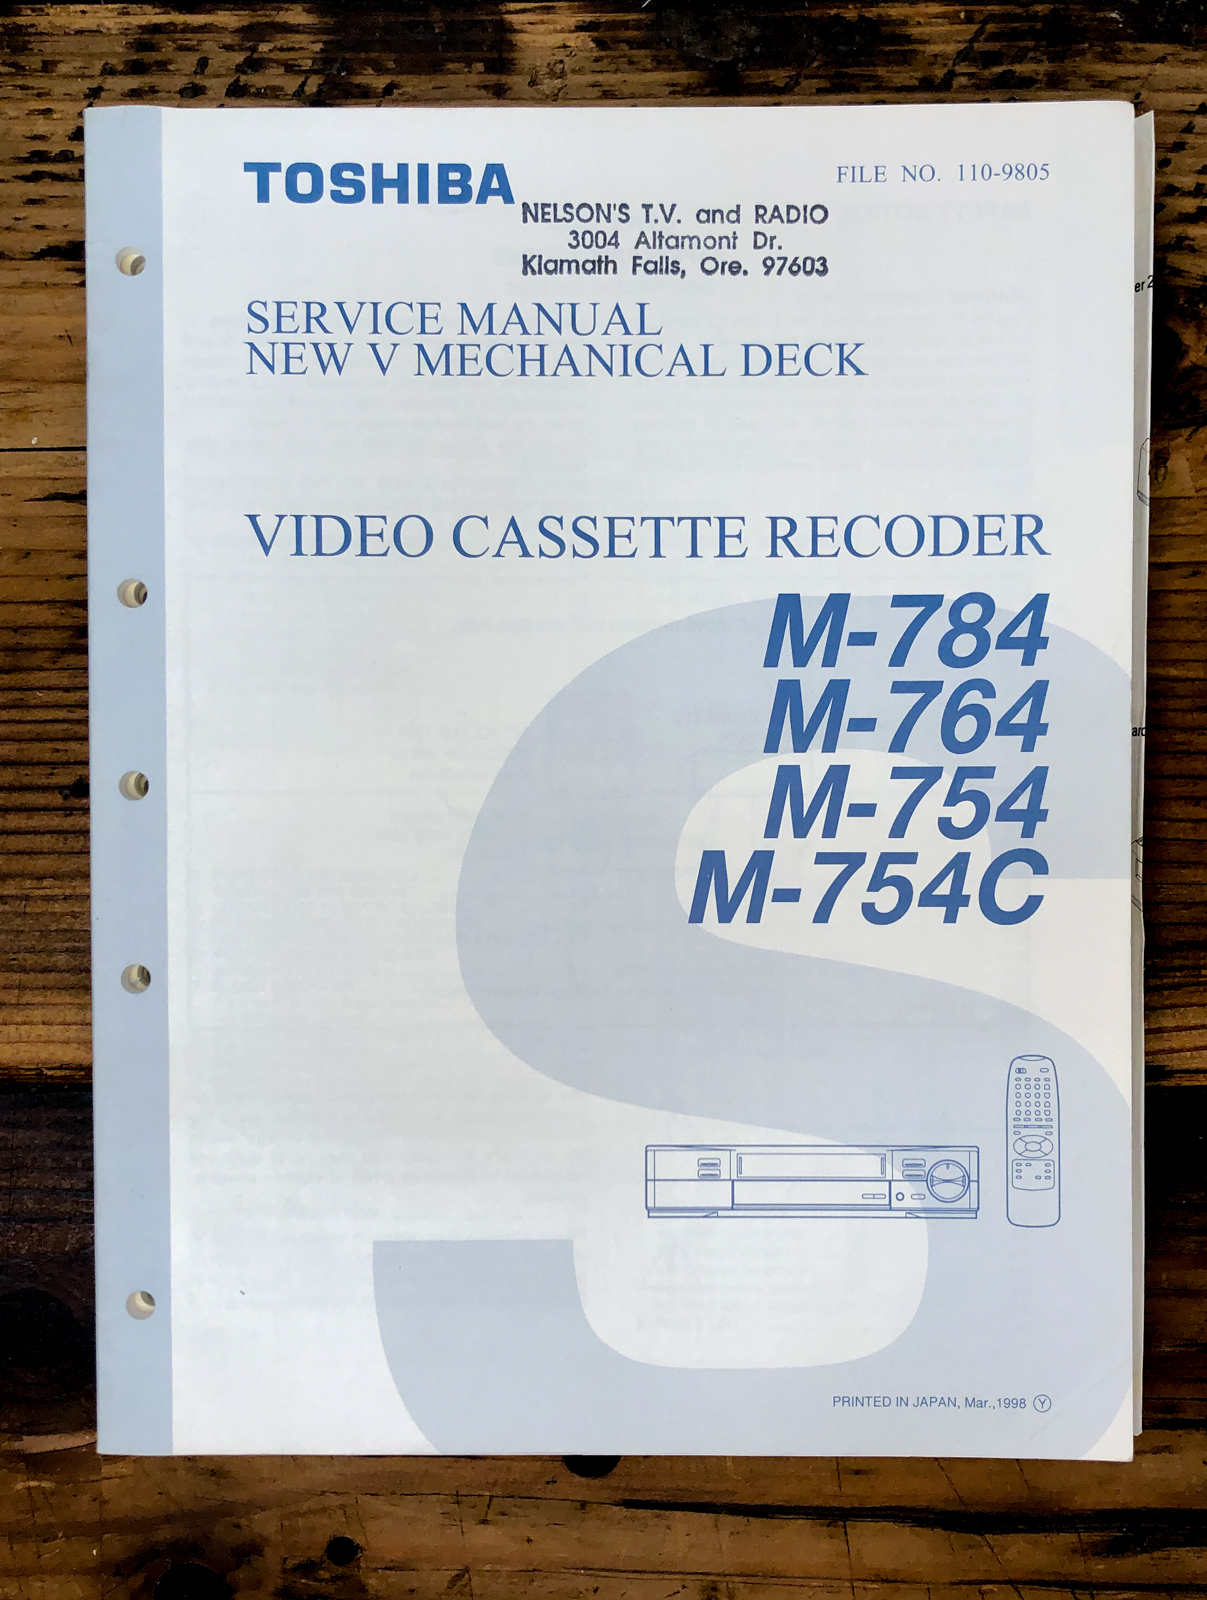 TOSHIBA
FILE NO. 110-9805
NELSON'S T.V. and RADIO
3004 Altamont Dr.
Klamath Falls, Ore. 97603
SERVICE MANUAL
NEW V MECHANICAL DECK
VIDEO CASSETTE RECODER
M-784
M-764
M-754
M-754C
PRINTED IN JAPAN, Mar.,1998 Ⓨ